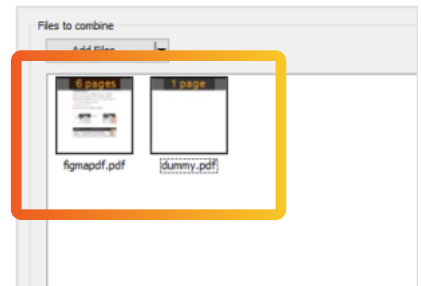 Files to combine
Add Files
6 pages
1 page
figmapdf.pdf
dummy.pdf